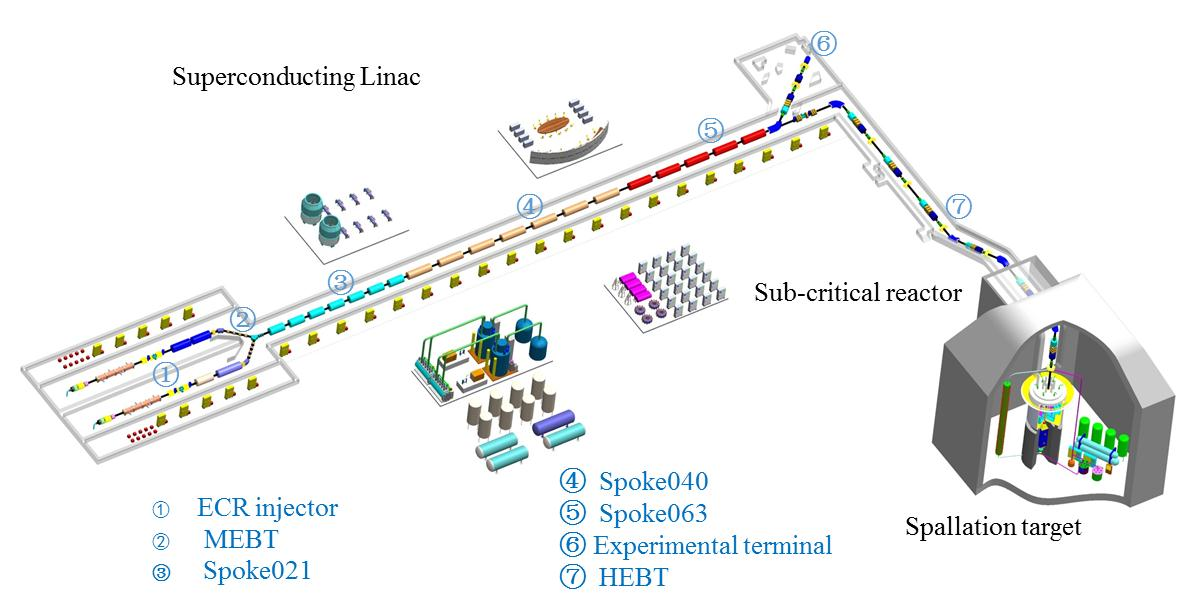 Superconducting Linac
⑥
⑤
④
⑦
③
Sub-critical reactor
②
①
① ECR injector
② MEBT
③ Spoke021
④ Spoke040
⑤ Spoke063
⑥ Experimental terminal
⑦ HEBT
Spallation target